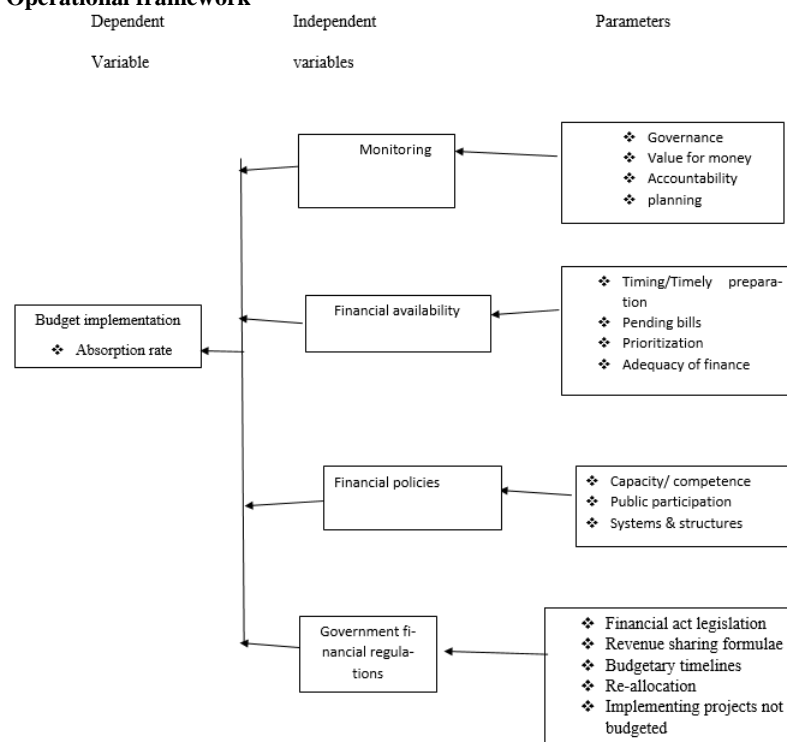 Operational framework
Dependent Independent Parameters
Variable variables
Monitoring
❖ Governance
❖ Value for money
❖ Accountability
❖ planning
Financial availability
❖ Timing/Timely prepara-
tion
❖ Pending bills
❖ Prioritization
❖ Adequacy of finance
Budget implementation
❖ Absorption rate
Financial policies
❖ Capacity/ competence
❖ Public participation
❖ Systems & structures
Government fi-
nancial regula-
tions
❖ Financial act legislation
❖ Revenue sharing formulae
❖ Budgetary timelines
❖ Re-allocation
❖ Implementing projects not
budgeted